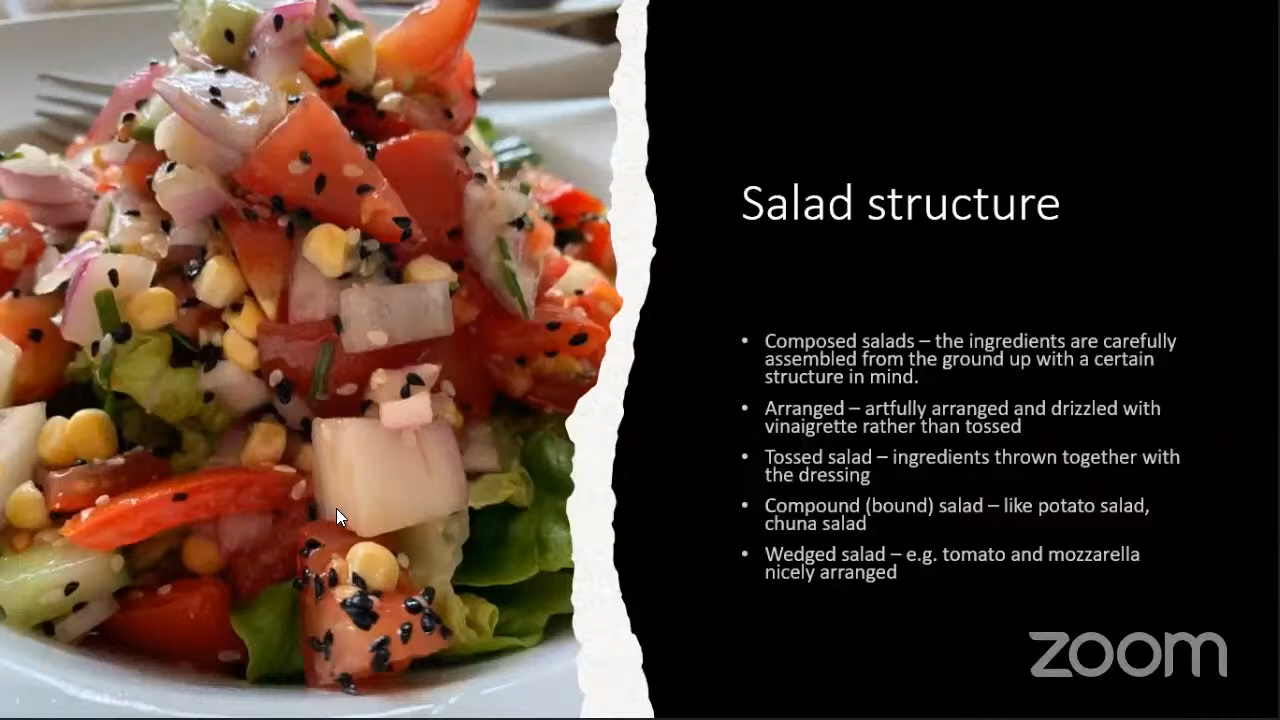 Salad structure
• Composed salads – the ingredients are carefully
assembled from the ground up with a certain
structure in mind.
• Arranged – artfully arranged and drizzled with
vinaigrette rather than tossed
• Tossed salad – ingredients thrown together with
the dressing
• Compound (bound) salad – like potato salad,
chuna salad
• Wedged salad – e.g. tomato and mozzarella
nicely arranged
zoom